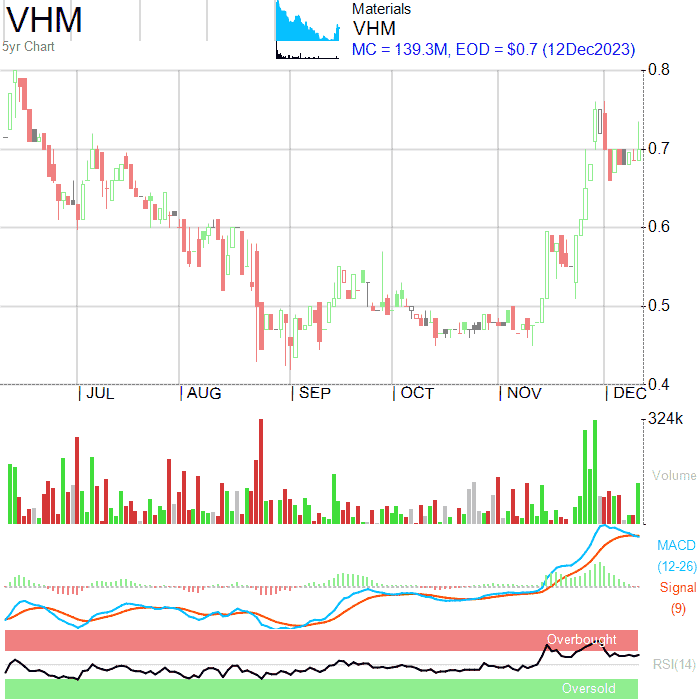 VHM
5yr Chart
Materials
VHM
MC = 139.3M, EOD = $0.7 (12Dec2023)
0.8
0.7
0.6
0.5
0.4
JUL
AUG
SEP
OCT
NOV
DEC
324k
Volume
MACD
(12-26)
Signal
(9)
Overbought
RSI(14)
Oversold